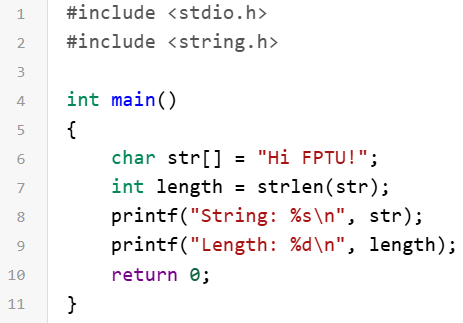 1 #include <stdio.h>
2 #include <string.h>
3
4 int main()
5 {
6     char str[] = "Hi FPTU!";
7     int length = strlen(str);
8     printf("String: %s\n", str);
9     printf("Length: %d\n", length);
10     return 0;
11 }